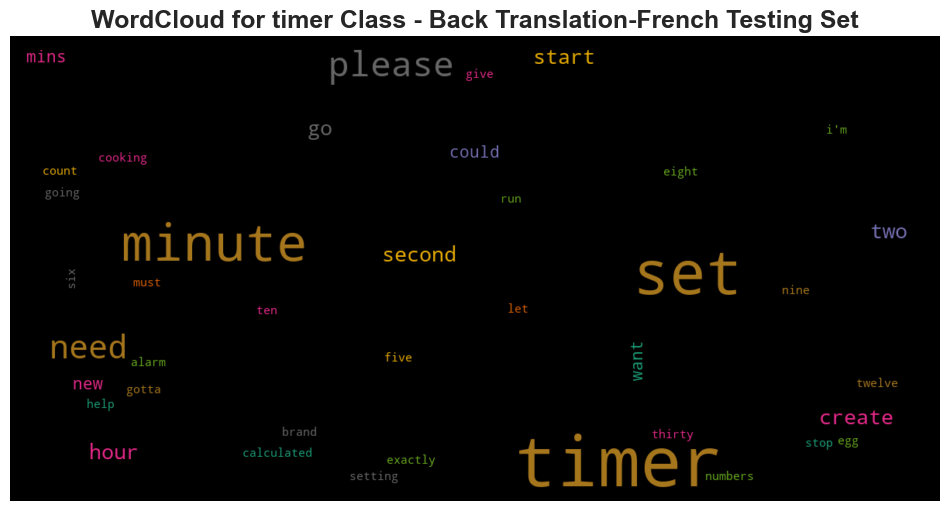 WordCloud for timer Class - Back Translation-French Testing Set
mins
please
give
start
go
i'm
could
cooking
count
eight
going
run
minute
two
second
set
six
must
nine
ten
let
need
alarm
five
want
new
gotta
twelve
help
create
brand
thirty
stop
egg
hour
calculated
exactly
timer
setting
numbers